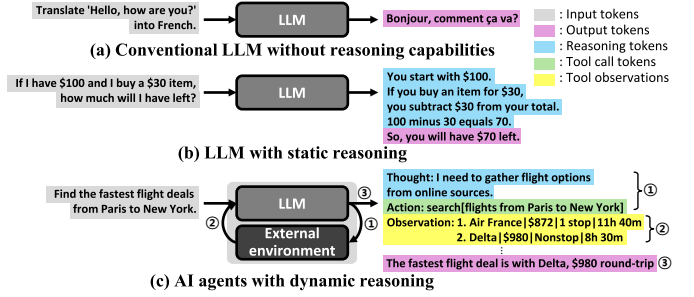 Translate 'Hello, how are you?'
into French.
LLM
Bonjour, comment ça va?
: Input tokens
: Output tokens
: Reasoning tokens
: Tool call tokens
: Tool observations
(a) Conventional LLM without reasoning capabilities
If I have $100 and I buy a $30 item,
how much will I have left?
LLM
You start with $100.
If you buy an item for $30,
you subtract $30 from your total.
100 minus 30 equals 70.
So, you will have $70 left.
(b) LLM with static reasoning
Find the fastest flight deals
from Paris to New York.
LLM
External
environment
② ③ ①
Thought: I need to gather flight options
from online sources.
Action: search[flights from Paris to New York]
①
Observation: 1. Air France|$872|1 stop|11h 40m
2. Delta|$980|Nonstop|8h 30m
②
⋮
The fastest flight deal is with Delta, $980 round-trip ③
(c) AI agents with dynamic reasoning